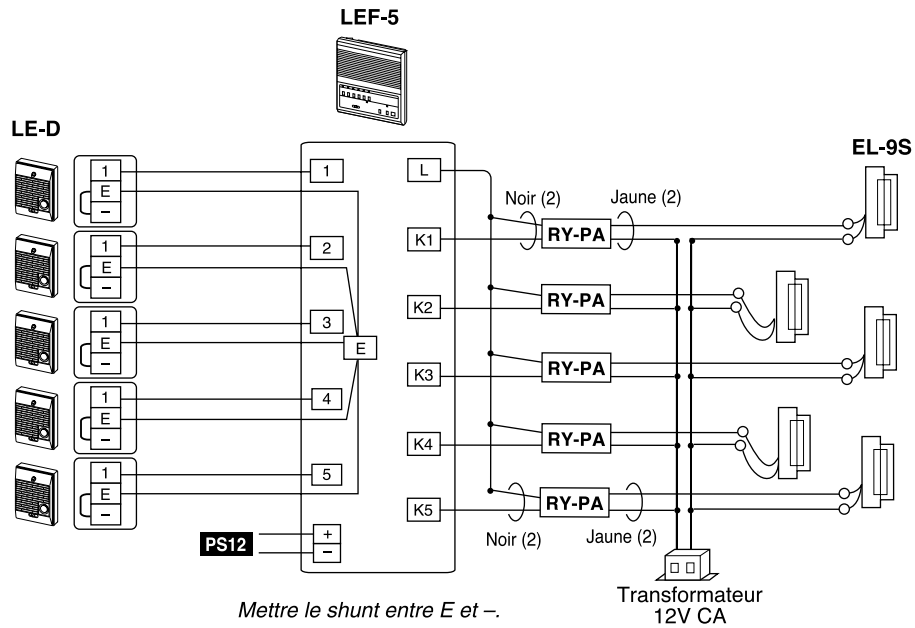 LEF-5
LE-D
EL-9S
1
E
–
1
L
Noir (2)
Jaune (2)
K1
RY-PA
1
E
–
2
K2
RY-PA
1
E
–
3
E
K3
RY-PA
1
E
–
4
K4
RY-PA
1
E
–
5
K5
RY-PA
Noir (2)
Jaune (2)
PS12
+
–
Mettre le shunt entre E et –.
Transformateur
12V CA